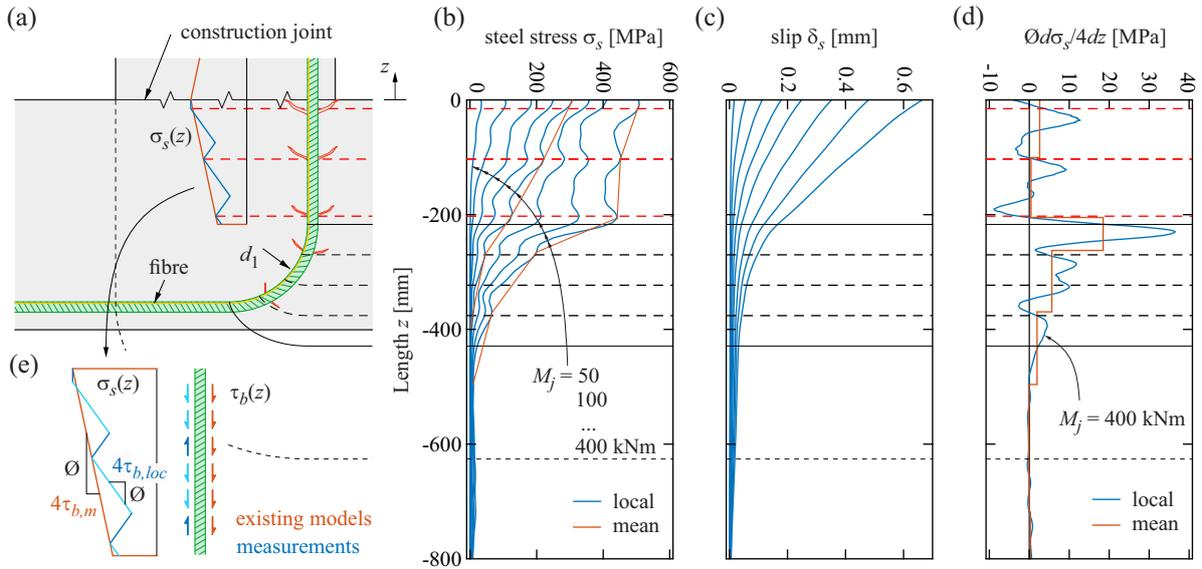 (a)
construction joint
z
σs(z)
d1
fibre
(b)
steel stress σs [MPa]
0 200 400 600
Length z [mm]
0
-200
-400
-600
-800
Mj = 50
100
...
400 kNm
local
mean
(c)
slip δs [mm]
0 0.2 0.4 0.6
(d)
Ødσs/4dz [MPa]
-10 0 10 20 30 40
Mj = 400 kNm
local
mean
(e)
σs(z)
τb(z)
Ø
4τb,loc
Ø
4τb,m
existing models
measurements